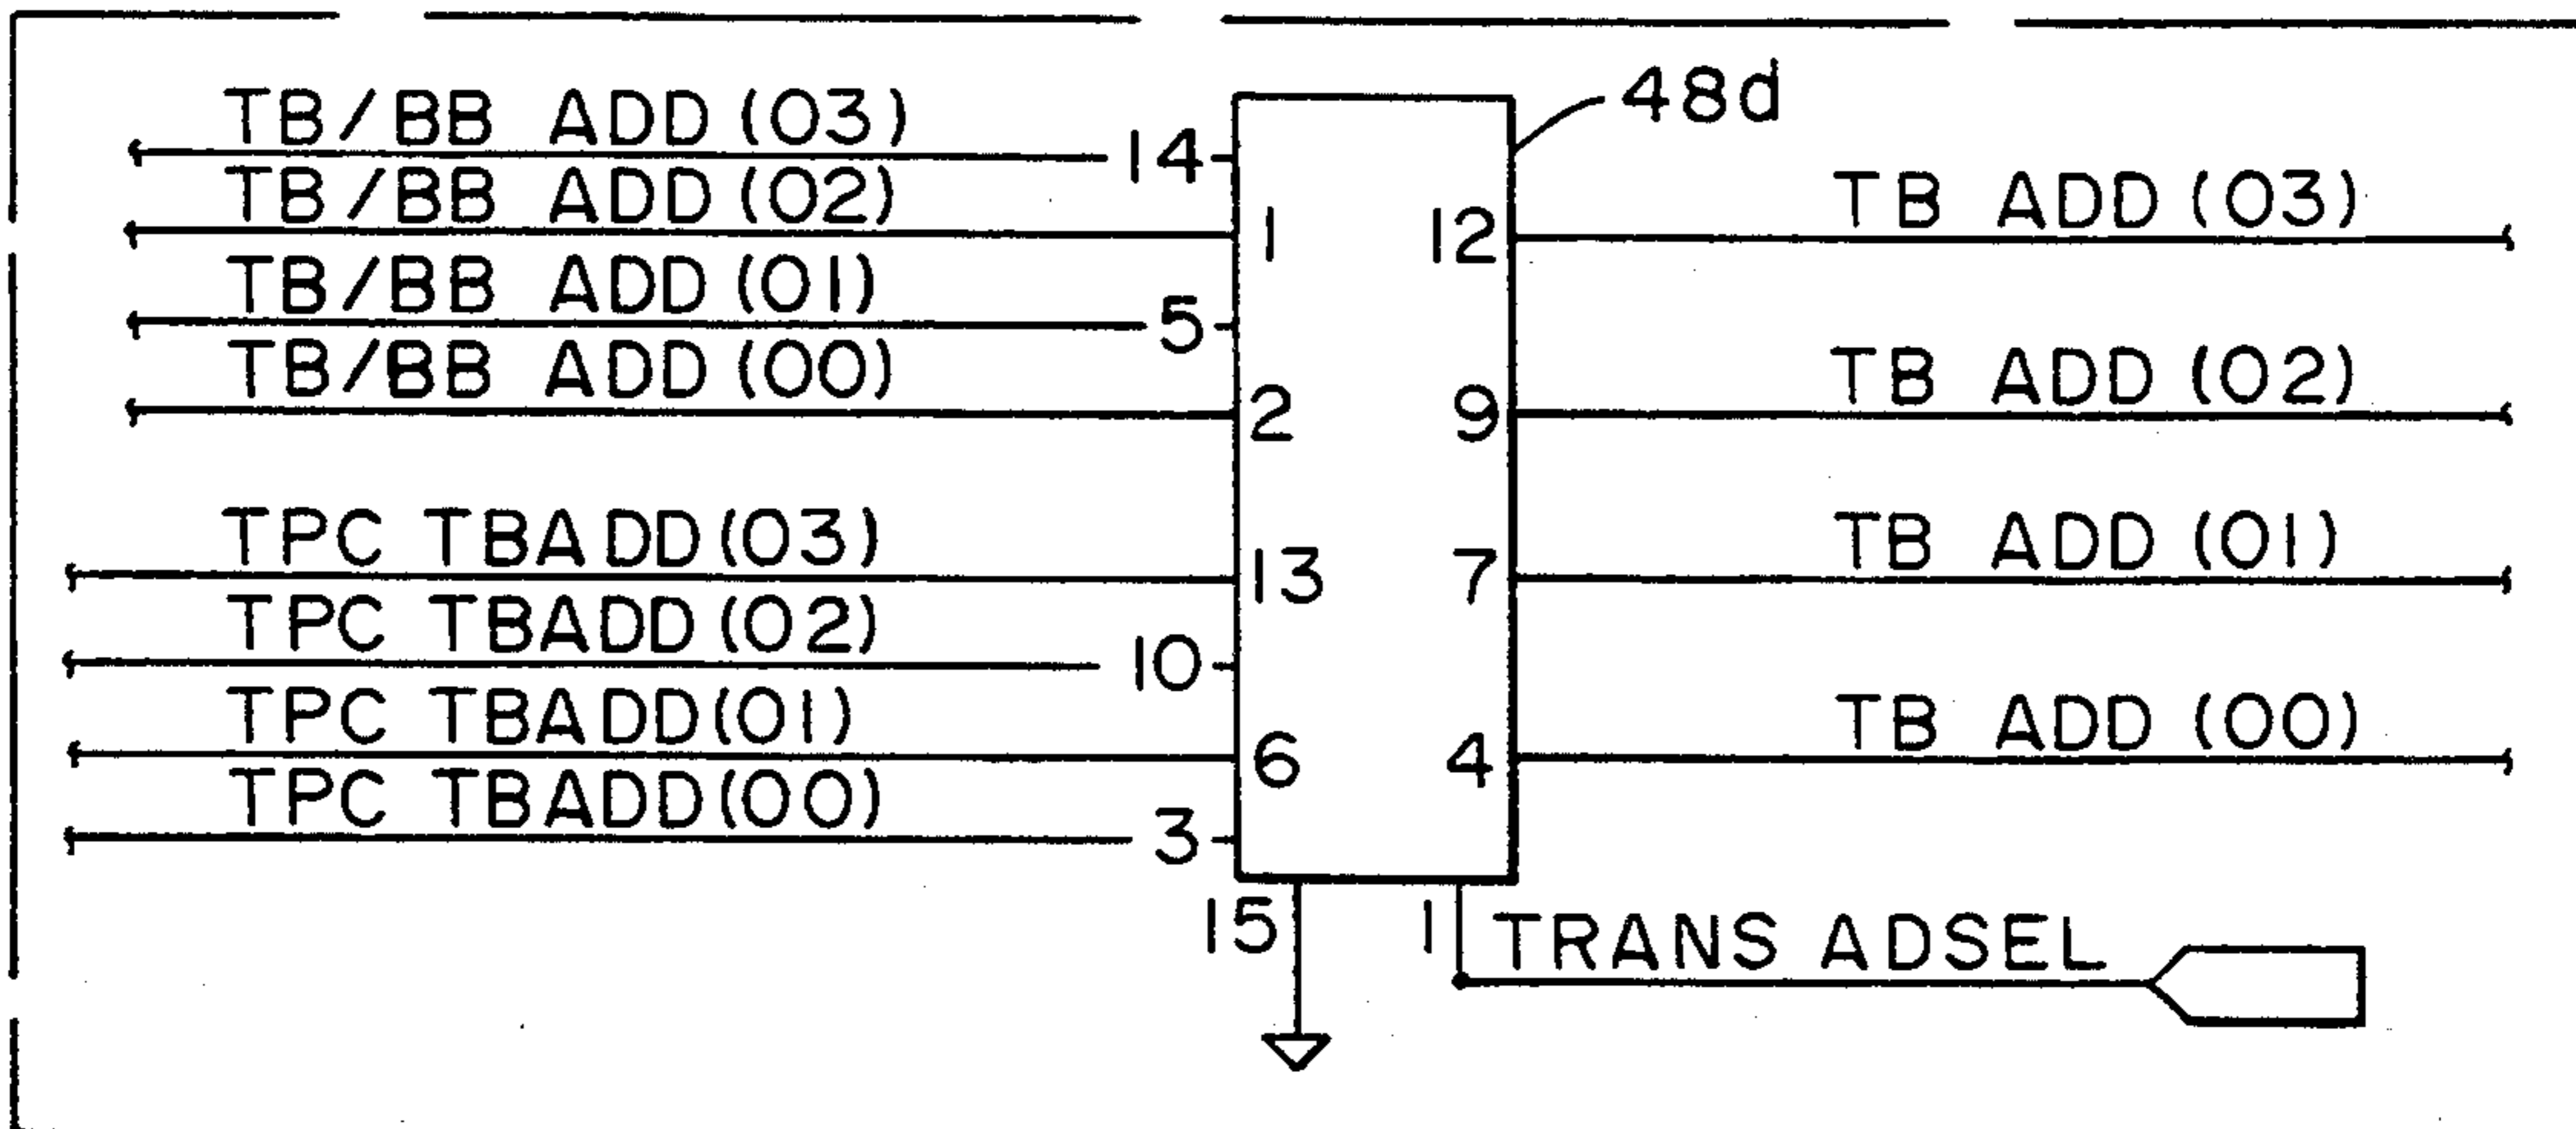 TB/BB ADD (03)
14
48d
TB/BB ADD (02)
1
12
TB ADD (03)
TB/BB ADD (01)
5
TB/BB ADD (00)
2
9
TB ADD (02)
TPC TBADD (03)
13
7
TB ADD (01)
TPC TBADD (02)
10
TPC TBADD (01)
6
4
TB ADD (00)
TPC TBADD (00)
3
15
1
TRANS ADSEL